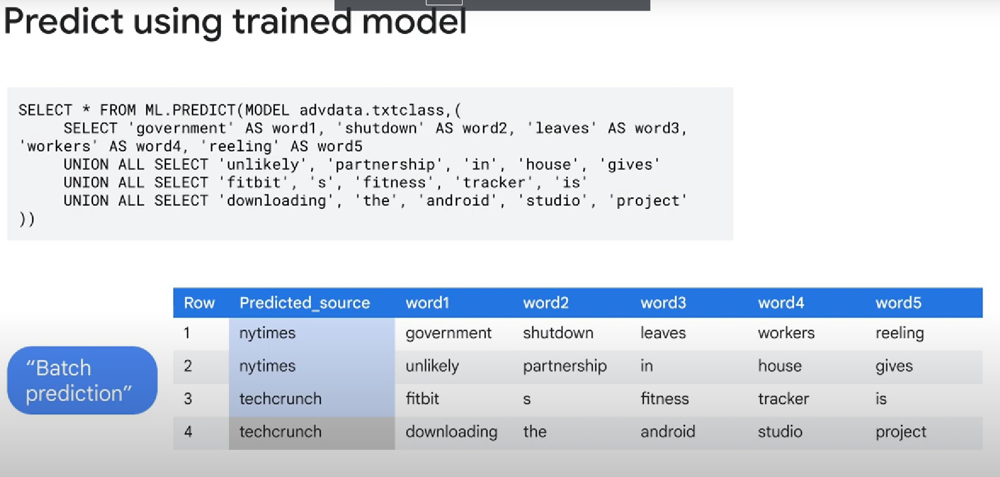 Predict using trained model
SELECT * FROM ML.PREDICT(MODEL advdata.txtclass,(
SELECT 'government' AS word1, 'shutdown' AS word2, 'leaves' AS word3,
'workers' AS word4, 'reeling' AS word5
UNION ALL SELECT 'unlikely', 'partnership', 'in', 'house', 'gives'
UNION ALL SELECT 'fitbit', 's', 'fitness', 'tracker', 'is'
UNION ALL SELECT 'downloading', 'the', 'android', 'studio', 'project'
))
Row Predicted_source word1 word2 word3 word4 word5
1 nytimes government shutdown leaves workers reeling
2 nytimes unlikely partnership in house gives
3 techcrunch fitbit s fitness tracker is
4 techcrunch downloading the android studio project
“Batch
prediction”